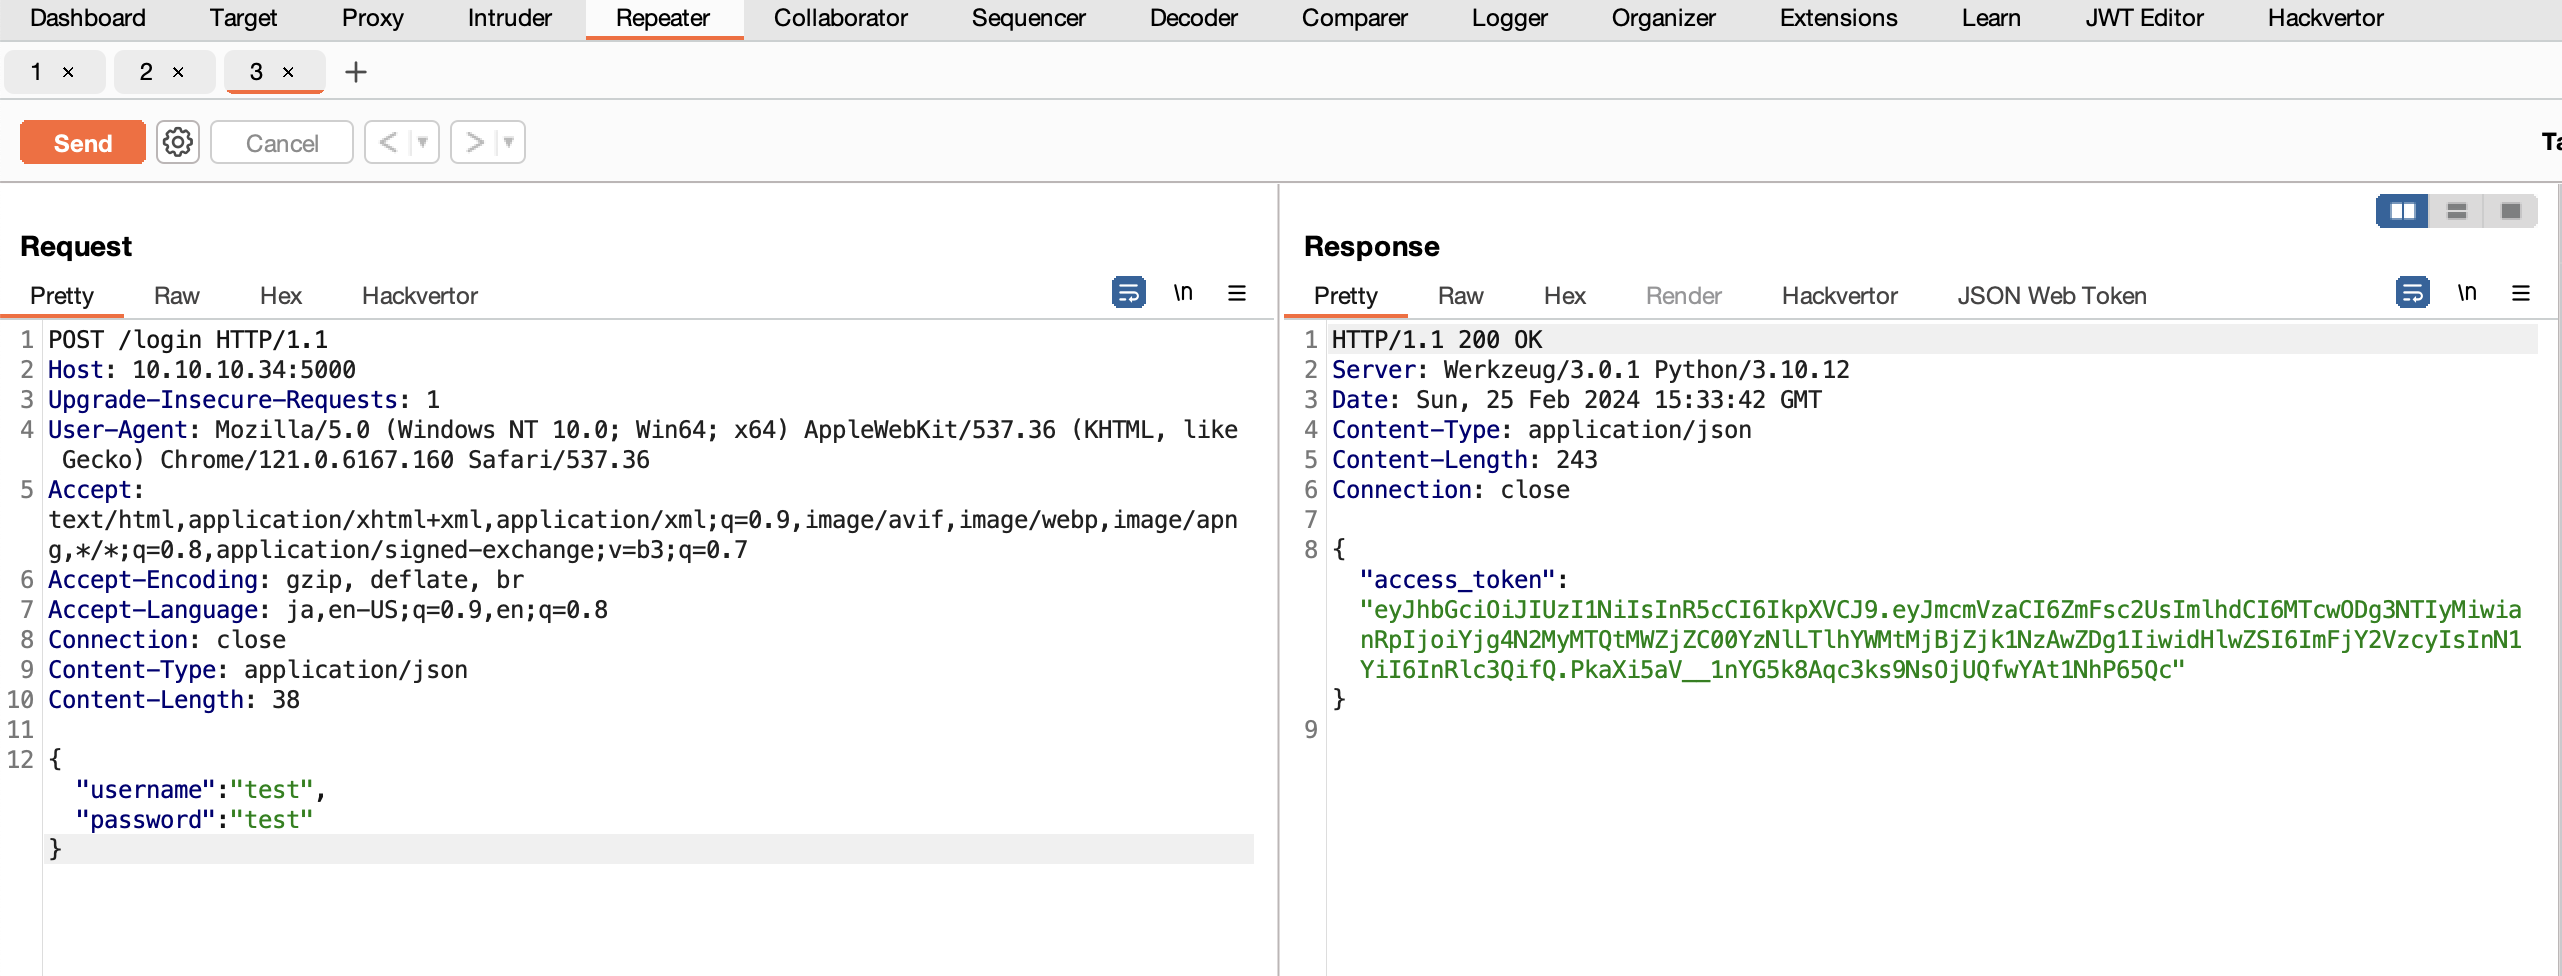 Dashboard Target Proxy Intruder Repeater Collaborator Sequencer Decoder Comparer Logger Organizer Extensions Learn JWT Editor Hackvertor
1 × 2 × 3 × +
Send Cancel < >
Request
Pretty Raw Hex Hackvertor \n
1 POST /login HTTP/1.1
2 Host: 10.10.10.34:5000
3 Upgrade-Insecure-Requests: 1
4 User-Agent: Mozilla/5.0 (Windows NT 10.0; Win64; x64) AppleWebKit/537.36 (KHTML, like
Gecko) Chrome/121.0.6167.160 Safari/537.36
5 Accept:
text/html,application/xhtml+xml,application/xml;q=0.9,image/avif,image/webp,image/apn
g,*/*;q=0.8,application/signed-exchange;v=b3;q=0.7
6 Accept-Encoding: gzip, deflate, br
7 Accept-Language: ja,en-US;q=0.9,en;q=0.8
8 Connection: close
9 Content-Type: application/json
10 Content-Length: 38
11
12 {
"username":"test",
"password":"test"
}
Response
Pretty Raw Hex Render Hackvertor JSON Web Token \n
1 HTTP/1.1 200 OK
2 Server: Werkzeug/3.0.1 Python/3.10.12
3 Date: Sun, 25 Feb 2024 15:33:42 GMT
4 Content-Type: application/json
5 Content-Length: 243
6 Connection: close
7
8 {
"access_token":
"eyJhbGciOiJIUzI1NiIsInR5cCI6IkpXVCJ9.eyJmcmVzaCI6ZmFsc2UsImlhdCI6MTcwODg3NTIyMiwia
nRpIjoiYjg4N2MyMTQtMWZjZC00YzNlLTlhYWMtMjBjZjk1NzAwZDg1IiwidHlwZSI6ImFjY2VzcyIsInN1
YiI6InRlc3QifQ.PkaXi5aV__1nYG5k8Aqc3ks9NsOjUQfwYAt1NhP65Qc"
}
9